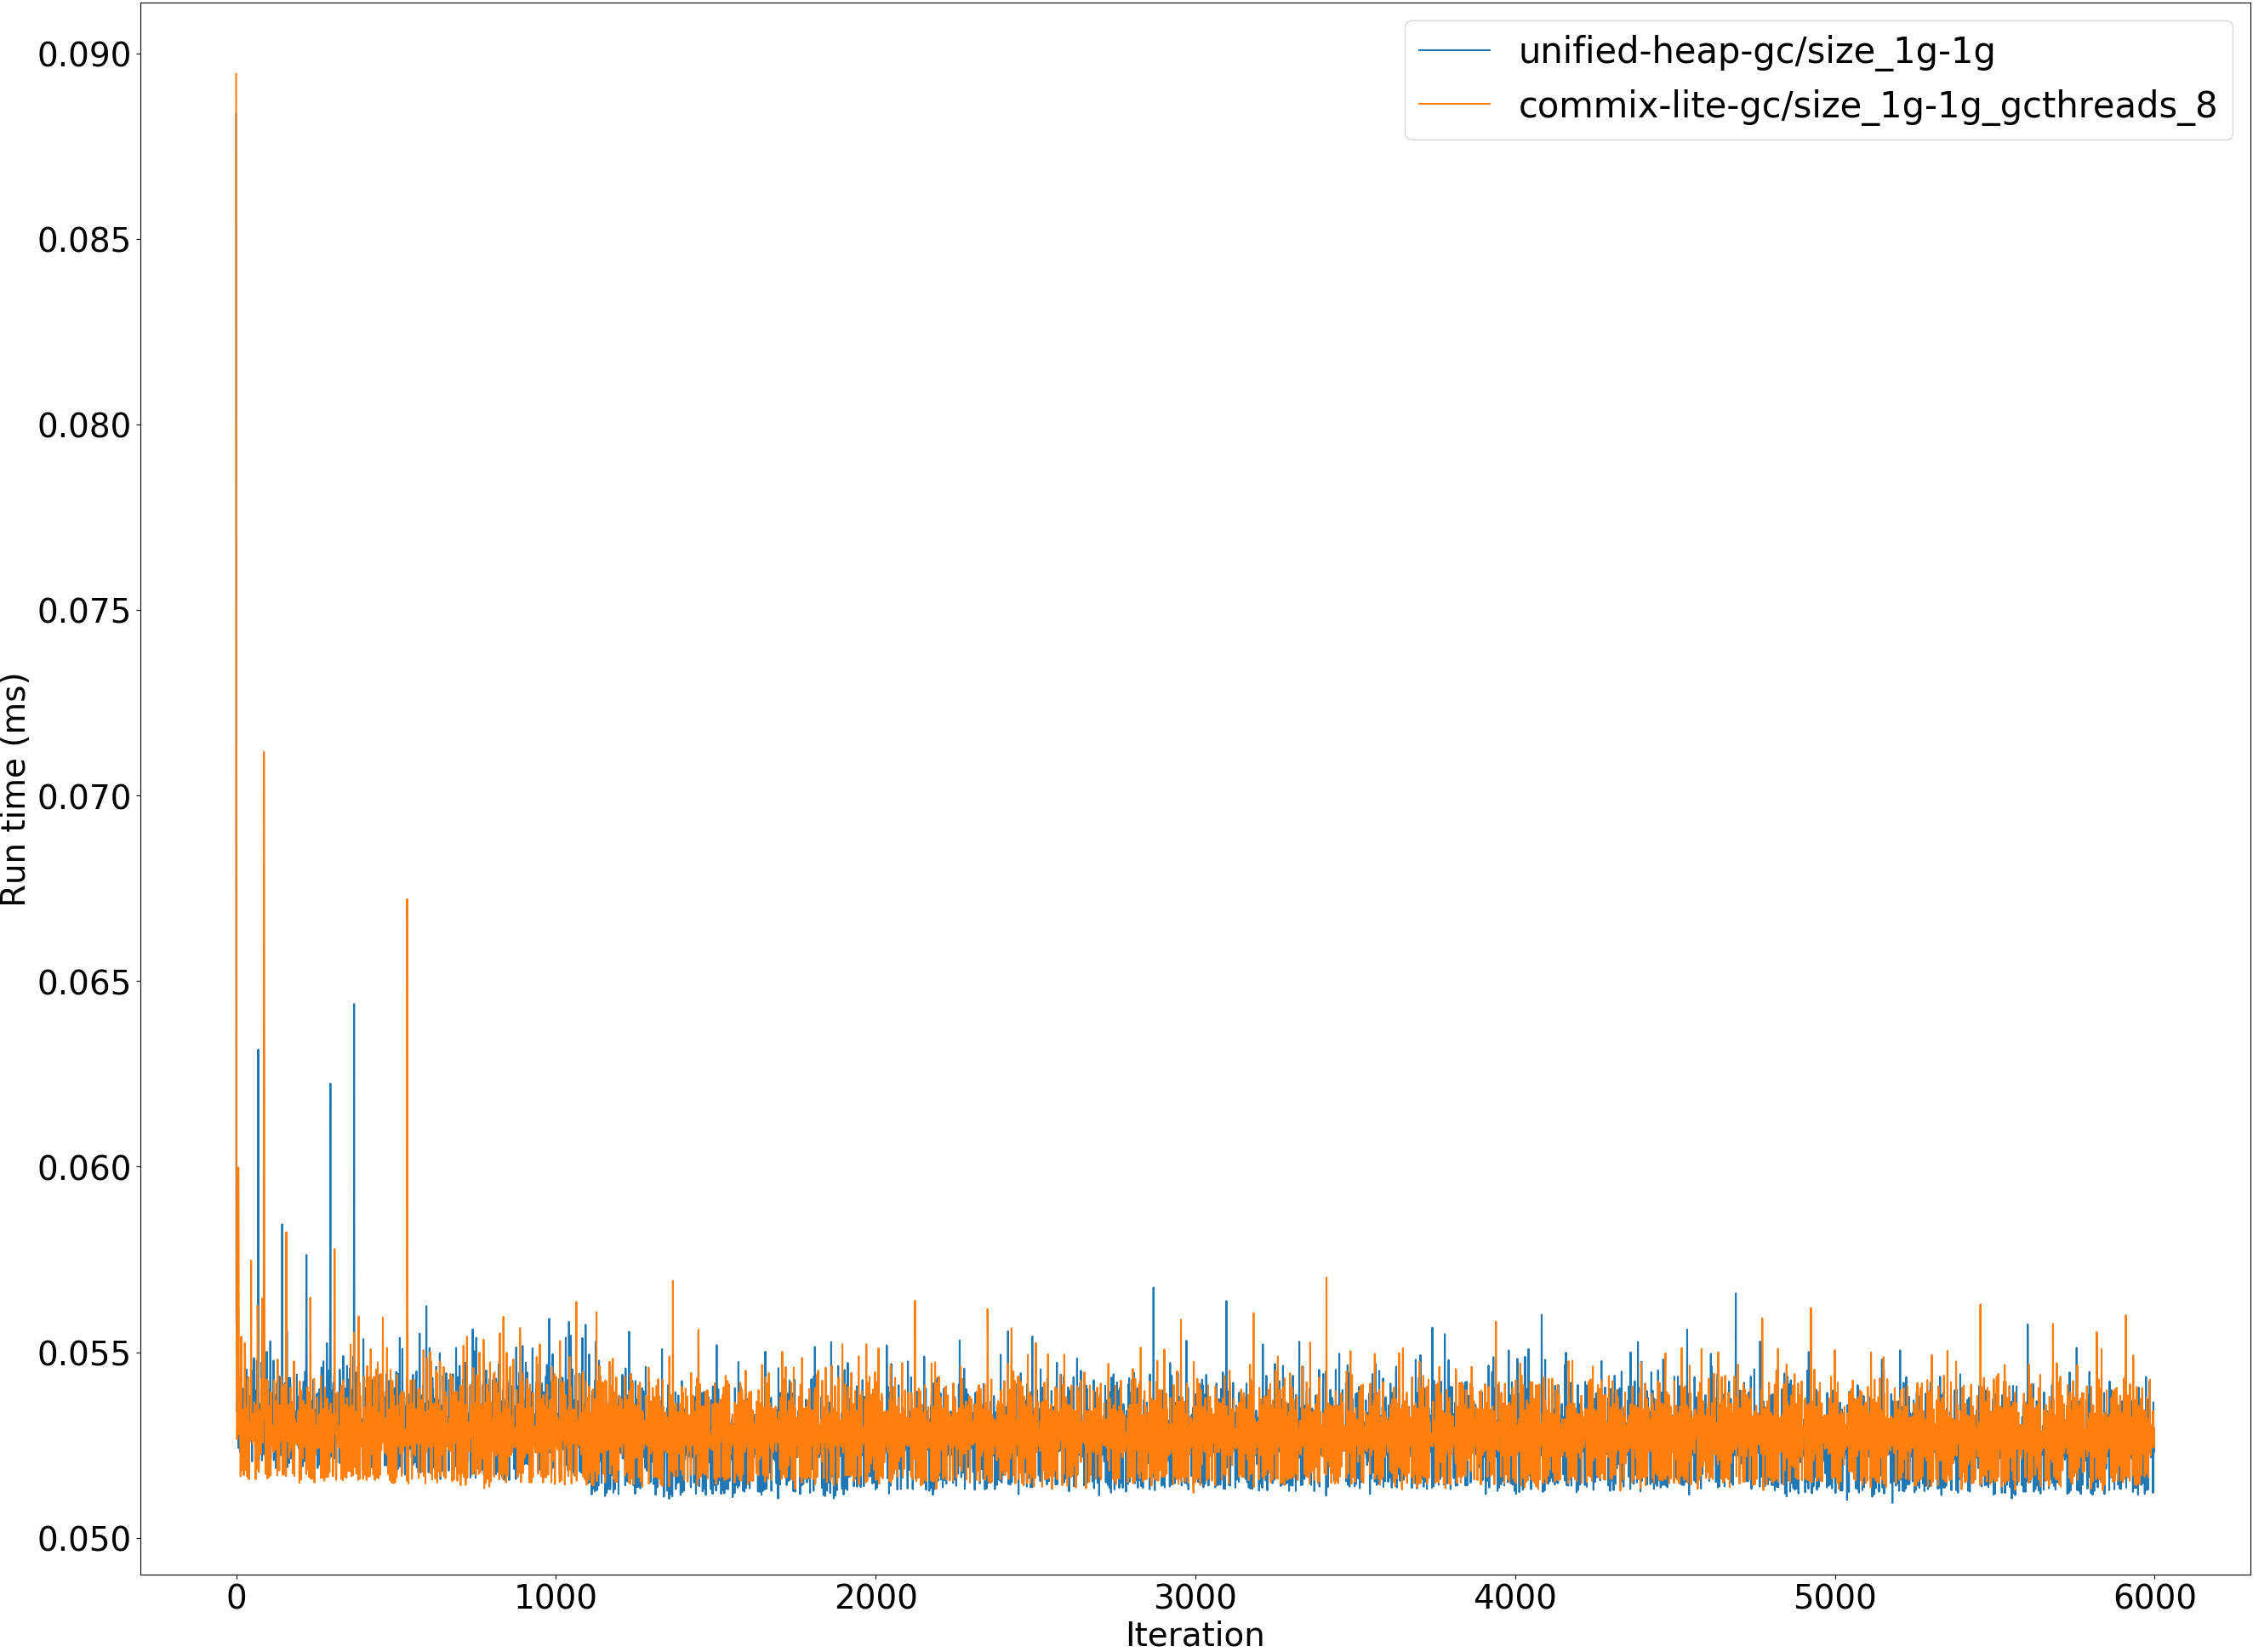 unified-heap-gc/size_1g-1g
commix-lite-gc/size_1g-1g_gcthreads_8
0.090
0.085
0.080
0.075
0.070
0.065
0.060
0.055
0.050
Run time (ms)
0 1000 2000 3000 4000 5000 6000
Iteration